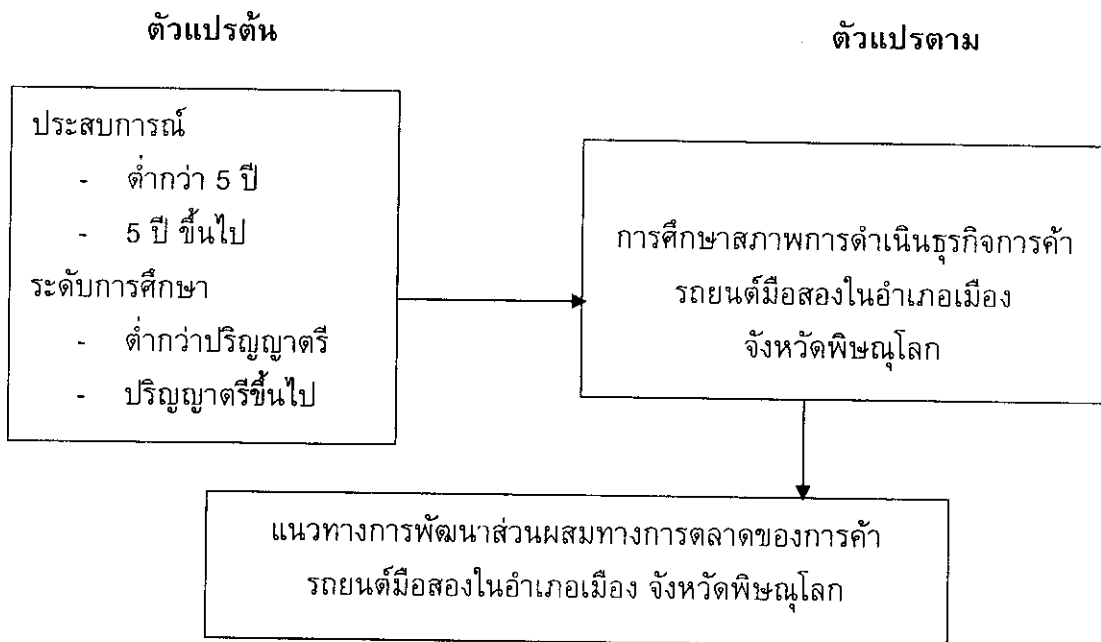 ตัวแปรต้น
ตัวแปรตาม
ประสบการณ์
- ต่ำกว่า 5 ปี
- 5 ปี ขึ้นไป
ระดับการศึกษา
- ต่ำกว่าปริญญาตรี
- ปริญญาตรีขึ้นไป
การศึกษาสภาพการดำเนินธุรกิจการค้า
รถยนต์มือสองในอำเภอเมือง
จังหวัดพิษณุโลก
แนวทางการพัฒนาส่วนผสมทางการตลาดของการค้า
รถยนต์มือสองในอำเภอเมือง จังหวัดพิษณุโลก